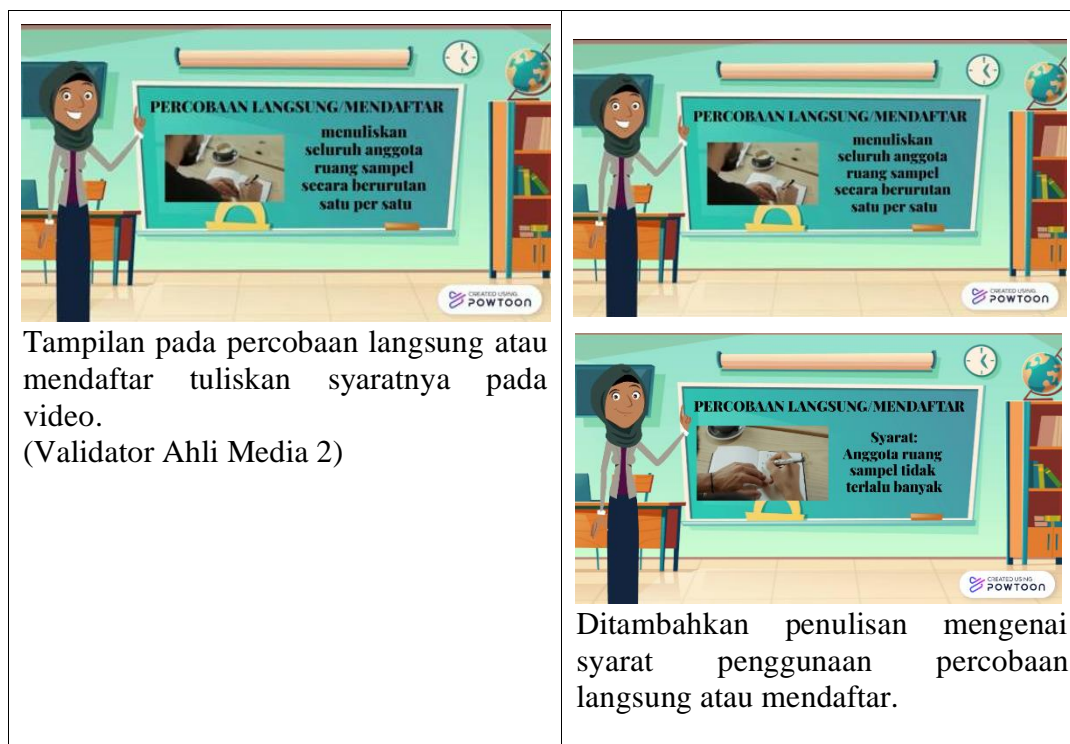 PERCOBAAN LANGSUNG/MENDAFTAR
menuliskan
seluruh anggota
ruang sampel
secara berurutan
satu per satu
CREATED USING
POWTOON
Tampilan pada percobaan langsung atau
mendaftar tuliskan syaratnya pada
video.
(Validator Ahli Media 2)
PERCOBAAN LANGSUNG/MENDAFTAR
menuliskan
seluruh anggota
ruang sampel
secara berurutan
satu per satu
CREATED USING
POWTOON
PERCOBAAN LANGSUNG/MENDAFTAR
Syarat:
Anggota ruang
sampel tidak
terlalu banyak
CREATED USING
POWTOON
Ditambahkan penulisan mengenai
syarat penggunaan percobaan
langsung atau mendaftar.